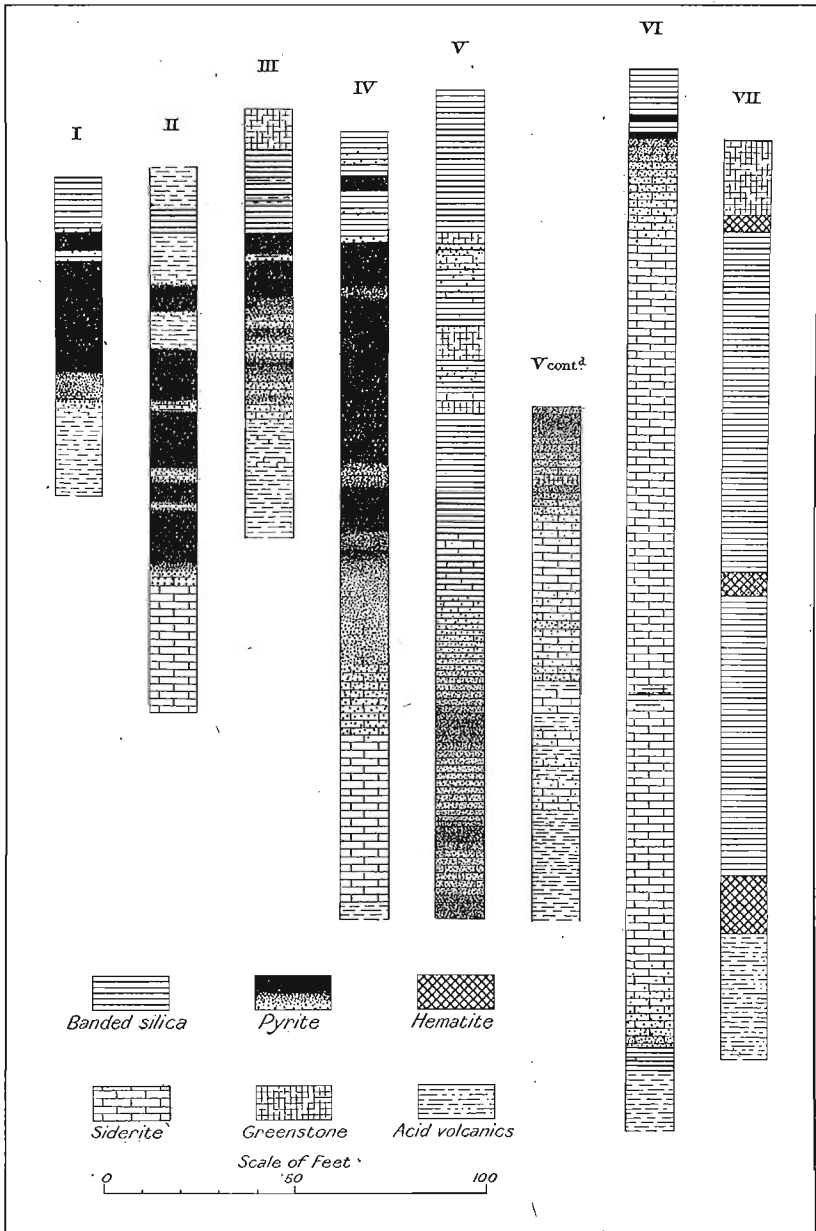 I
II
III
IV
V
V cont.d
VI
VII
Banded silica
Pyrite
Hematite
Siderite
Greenstone
Acid volcanics
Scale of Feet
0 50 100